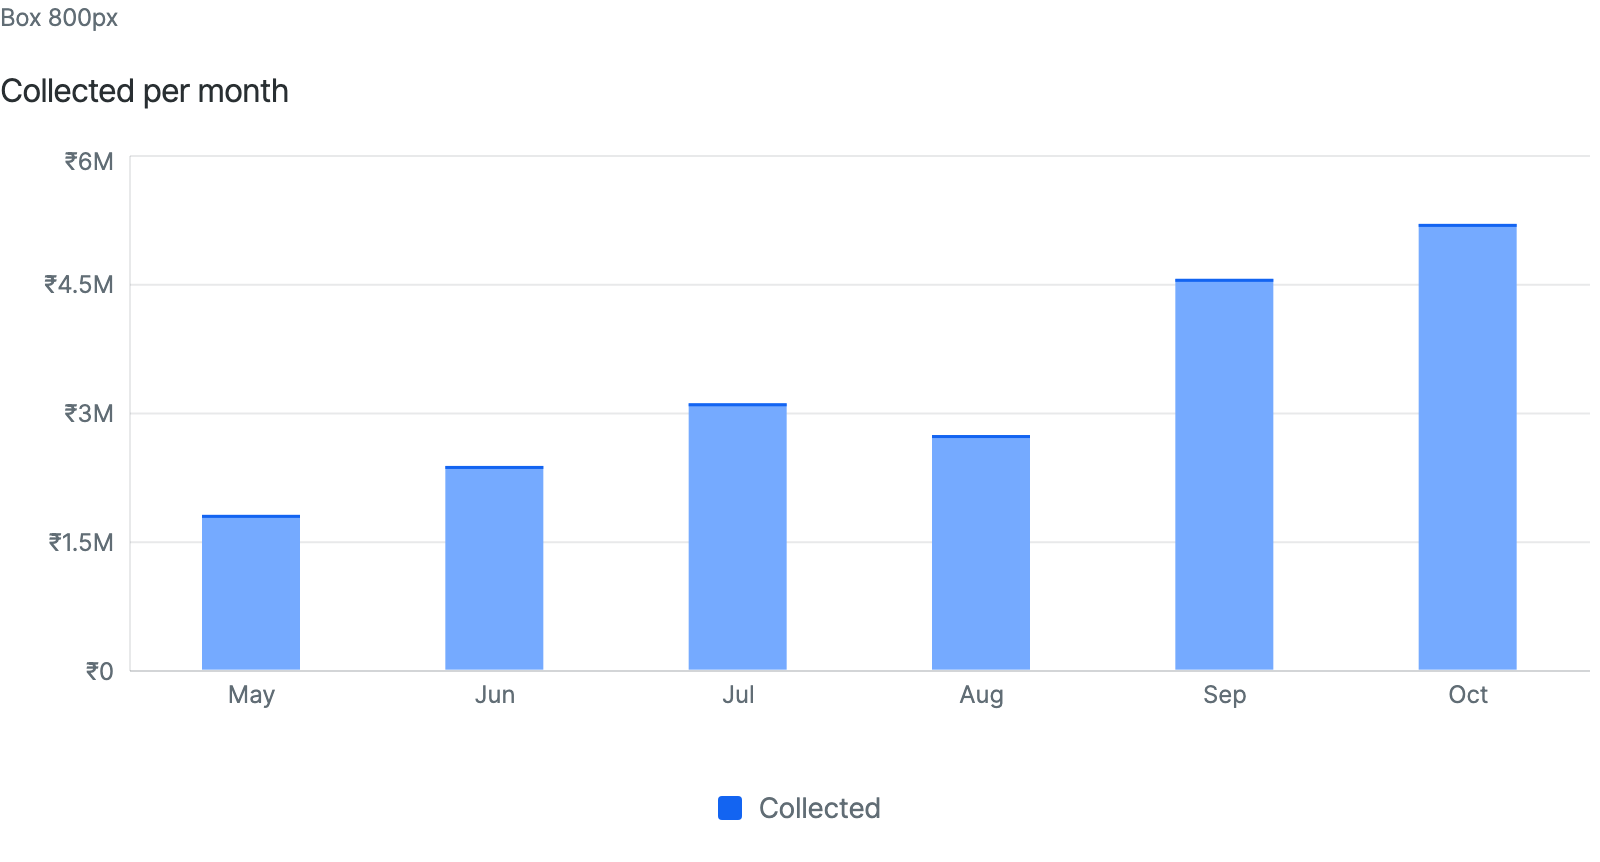 Box 800px
Collected per month
₹6M
₹4.5M
₹3M
₹1.5M
₹0
May Jun Jul Aug Sep Oct
Collected